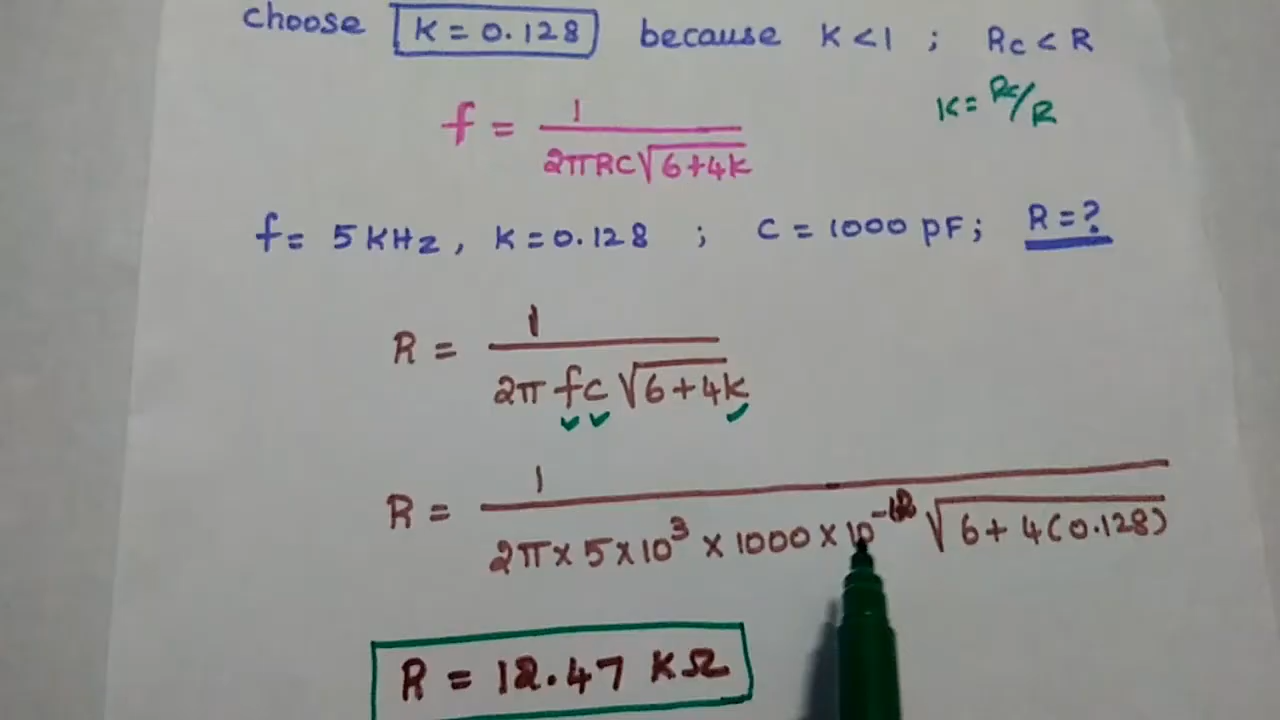 choose K = 0.128 because K < 1 ; Rc < R
K = Rc/R
f = 1 / 2πRC√6+4K
f = 5 KHz, K = 0.128 ; C = 1000 PF; R = ?
R = 1 / 2π fc √6+4K
R = 1 / 2π × 5 × 10³ × 1000 × 10⁻¹² √6 + 4(0.128)
R = 12.47 KΩ